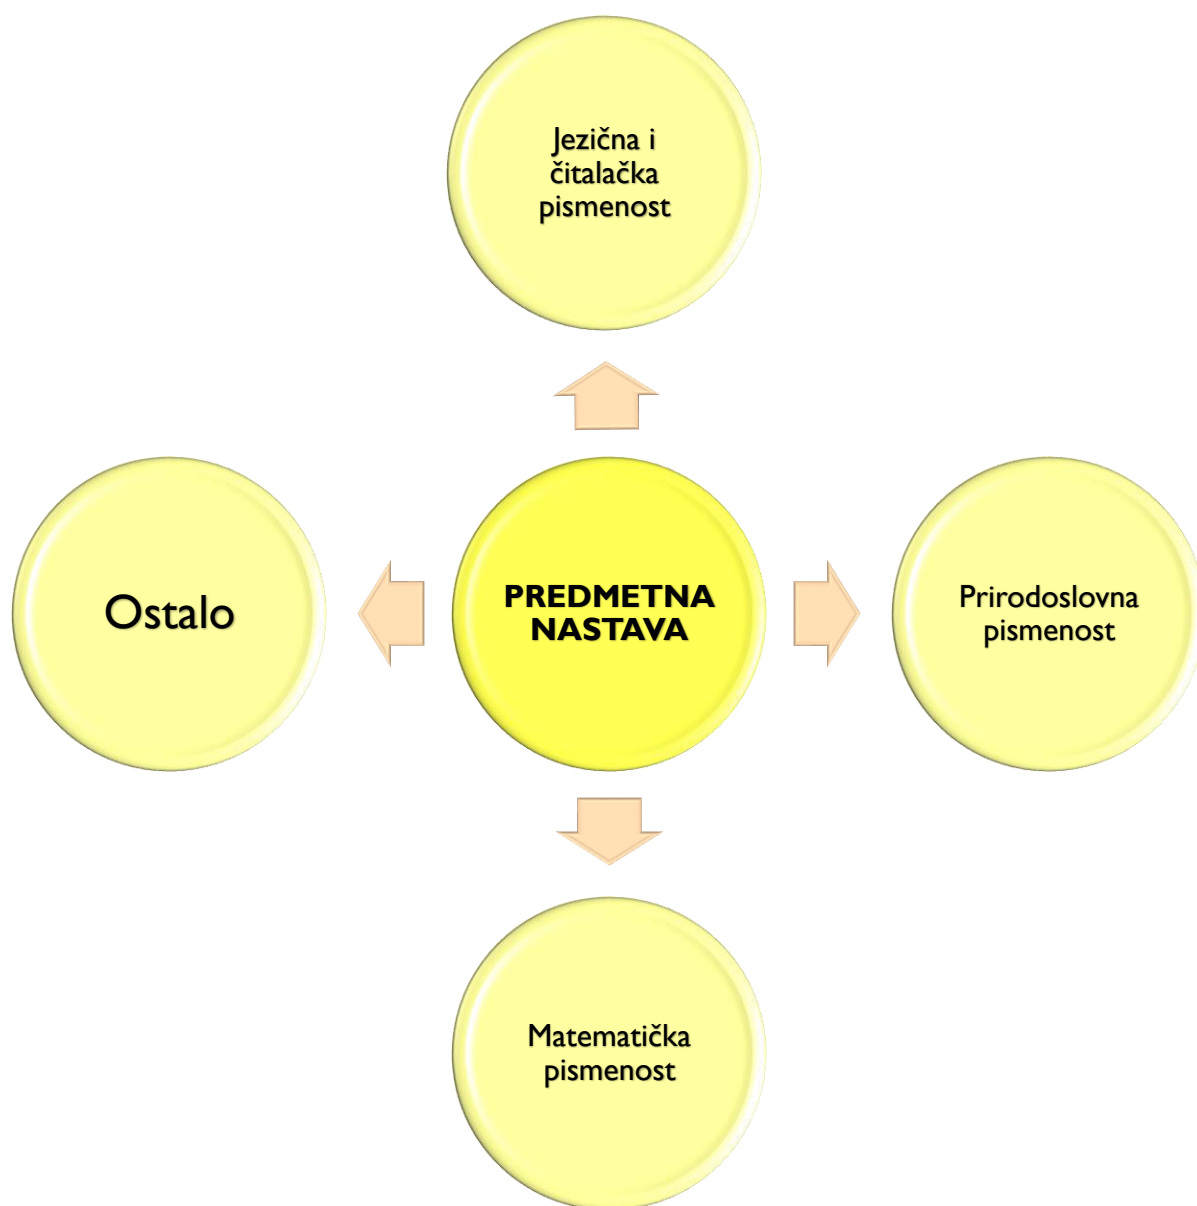 Jezična i
čitalačka
pismenost
Ostalo
PREDMETNA
NASTAVA
Prirodoslovna
pismenost
Matematička
pismenost